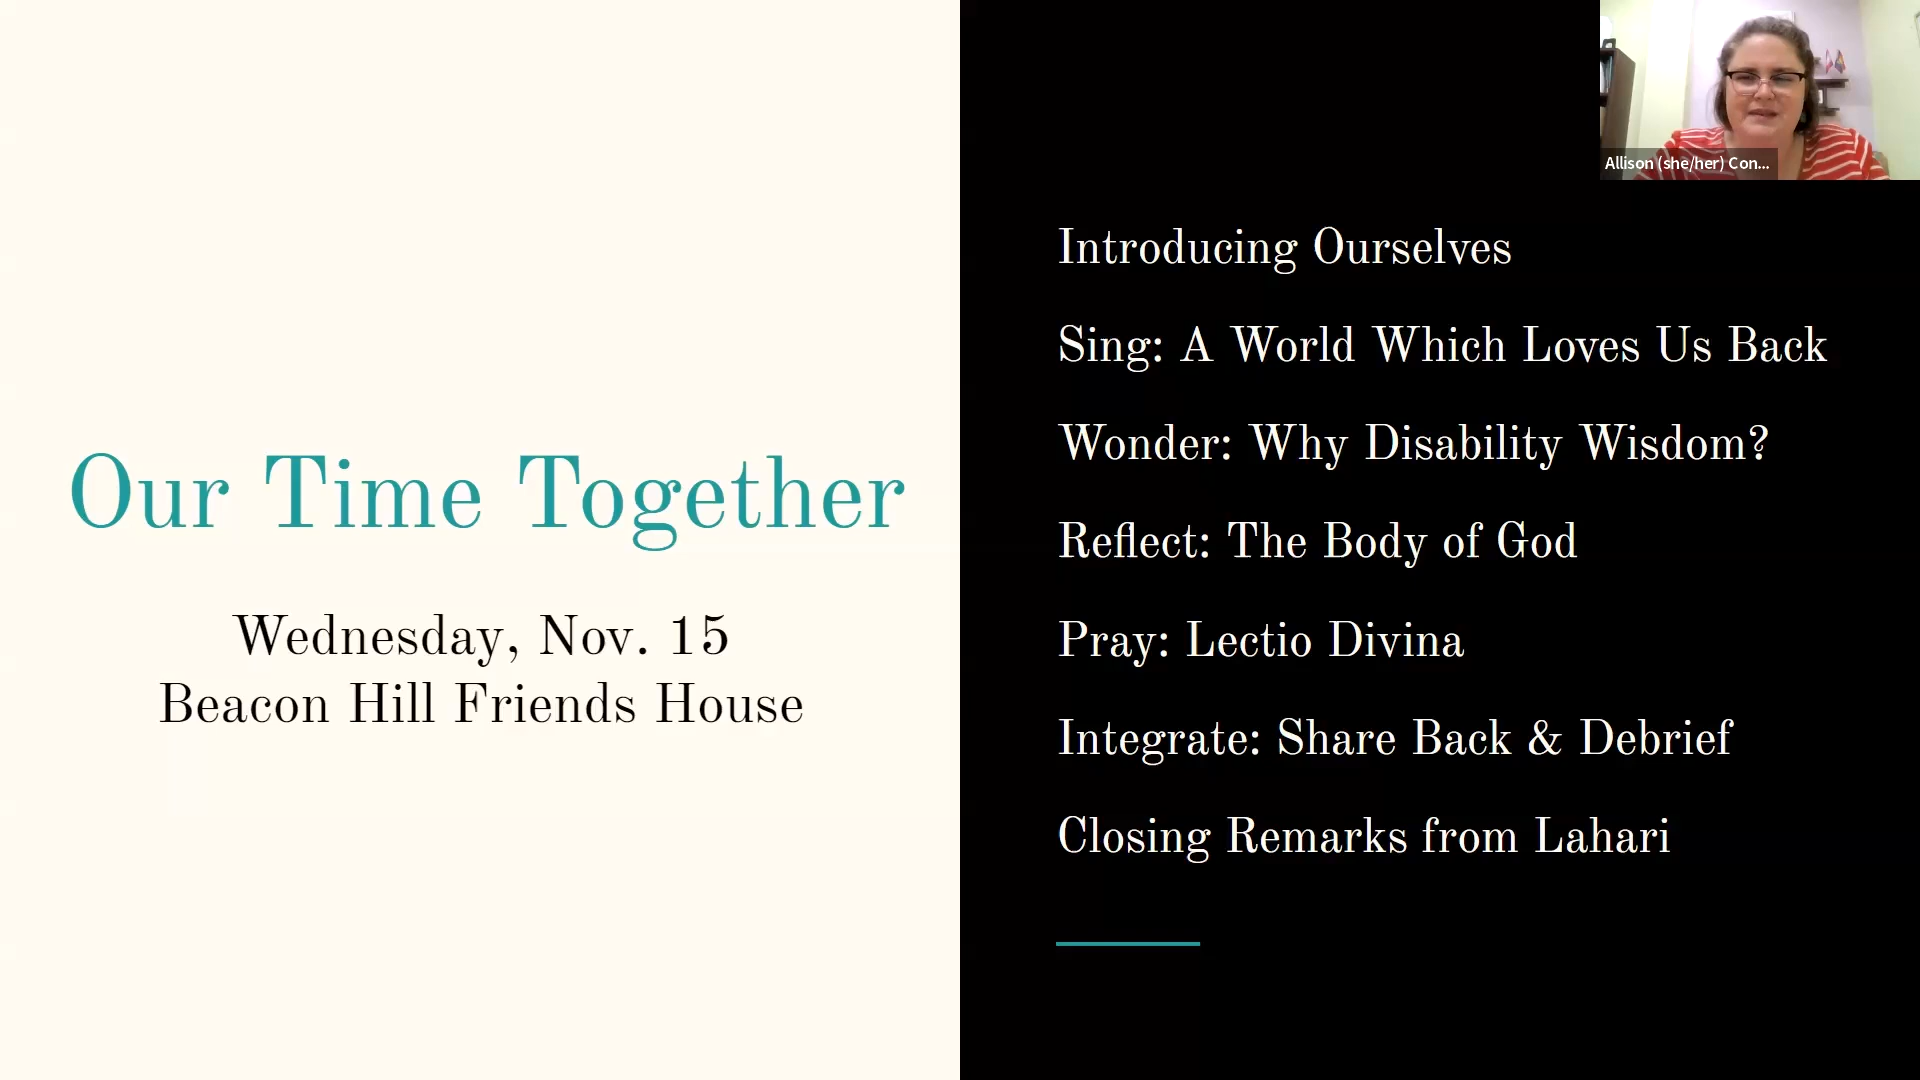 Our Time Together
Wednesday, Nov. 15
Beacon Hill Friends House
Allison (she/her) Con...
Introducing Ourselves
Sing: A World Which Loves Us Back
Wonder: Why Disability Wisdom?
Reflect: The Body of God
Pray: Lectio Divina
Integrate: Share Back & Debrief
Closing Remarks from Lahari